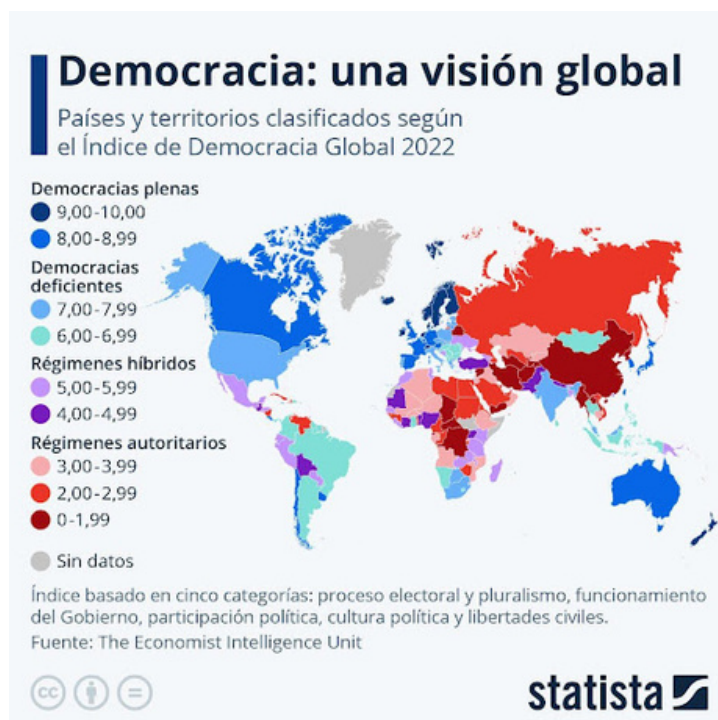 Democracia: una visión global
Países y territorios clasificados según
el Índice de Democracia Global 2022
Democracias plenas
9,00-10,00
8,00-8,99
Democracias
deficientes
7,00-7,99
6,00-6,99
Régimenes híbridos
5,00-5,99
4,00-4,99
Régimenes autoritarios
3,00-3,99
2,00-2,99
0-1,99
Sin datos
Índice basado en cinco categorías: proceso electoral y pluralismo, funcionamiento
del Gobierno, participación política, cultura política y libertades civiles.
Fuente: The Economist Intelligence Unit
cc
statista